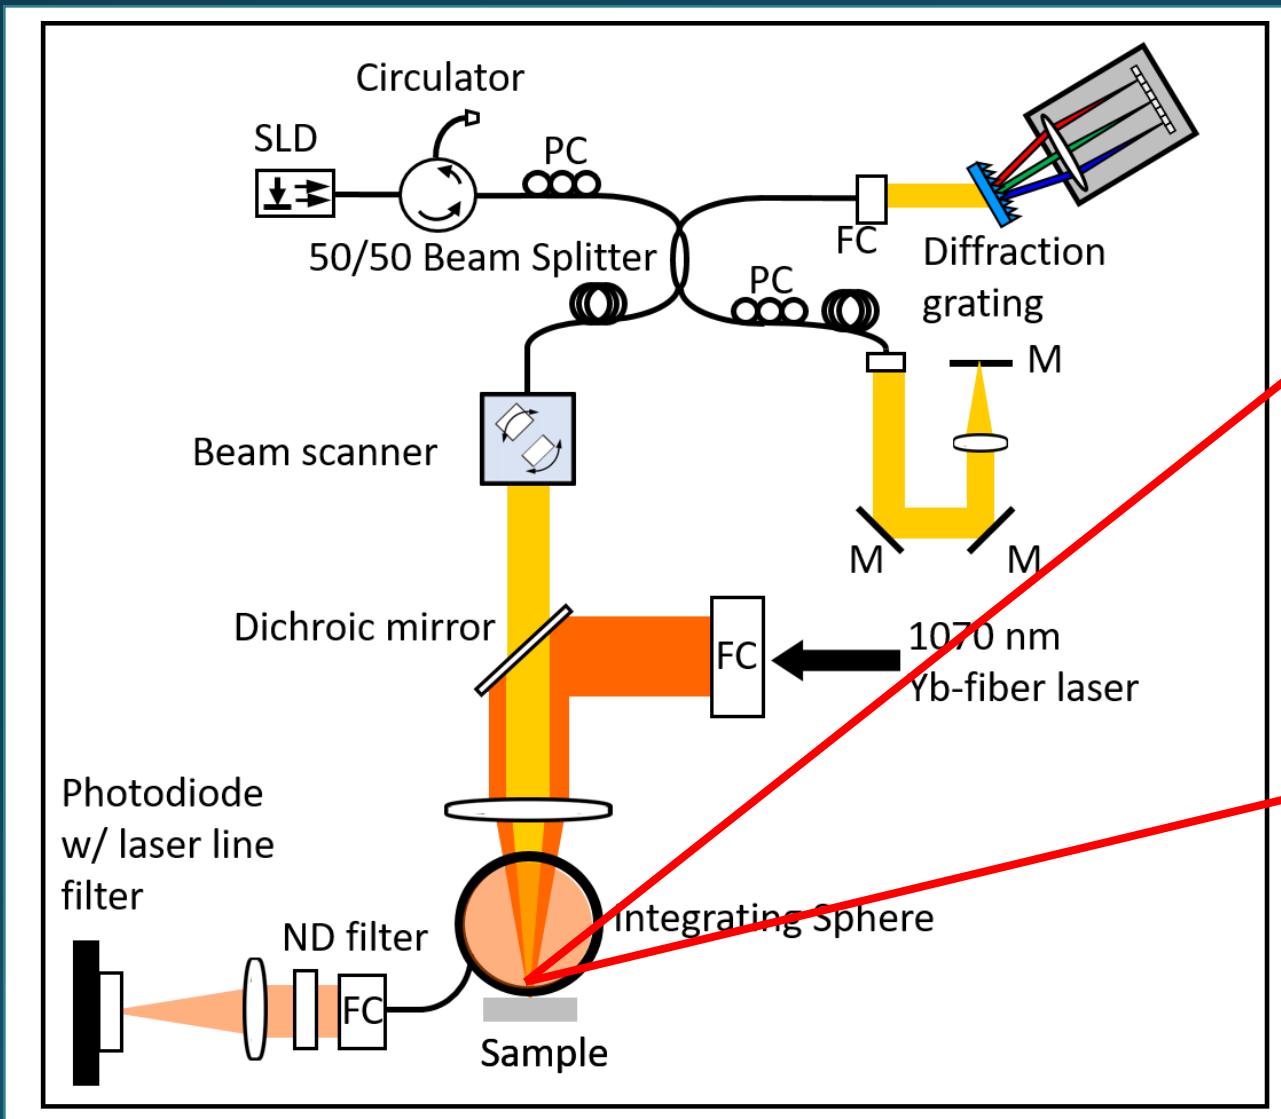 Circulator
SLD
PC
50/50 Beam Splitter
FC
Diffraction
grating
PC
M
Beam scanner
M
M
Dichroic mirror
FC
1070 nm
Yb-fiber laser
Photodiode
w/ laser line
filter
ND filter
Integrating Sphere
FC
Sample